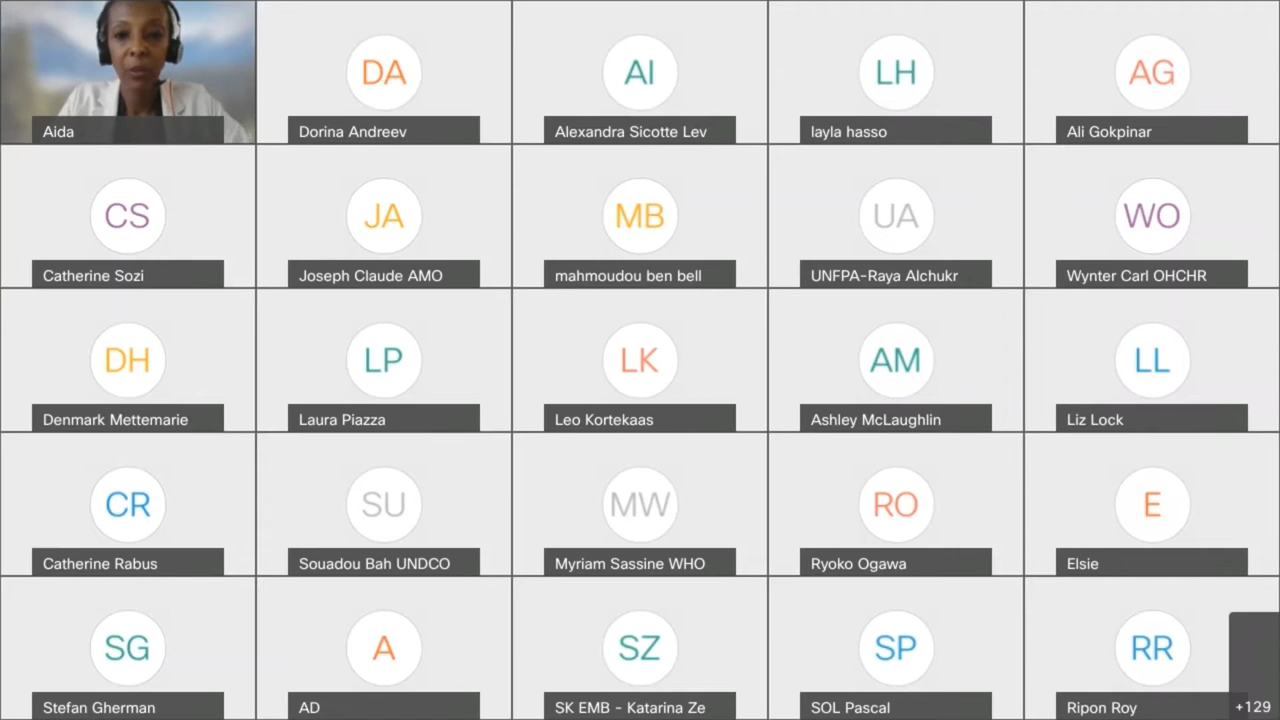 Aida
DA
Dorina Andreev
AI
Alexandra Sicotte Lev
LH
layla hasso
AG
Ali Gokpinar
CS
Catherine Sozi
JA
Joseph Claude AMO
MB
mahmoudou ben bell
UA
UNFPA-Raya Alchukr
WO
Wynter Carl OHCHR
DH
Denmark Mettemarie
LP
Laura Piazza
LK
Leo Kortekaas
AM
Ashley McLaughlin
LL
Liz Lock
CR
Catherine Rabus
SU
Souadou Bah UNDCO
MW
Myriam Sassine WHO
RO
Ryoko Ogawa
E
Elsie
SG
Stefan Gherman
A
AD
SZ
SK EMB - Katarina Ze
SP
SOL Pascal
RR
Ripon Roy
+129